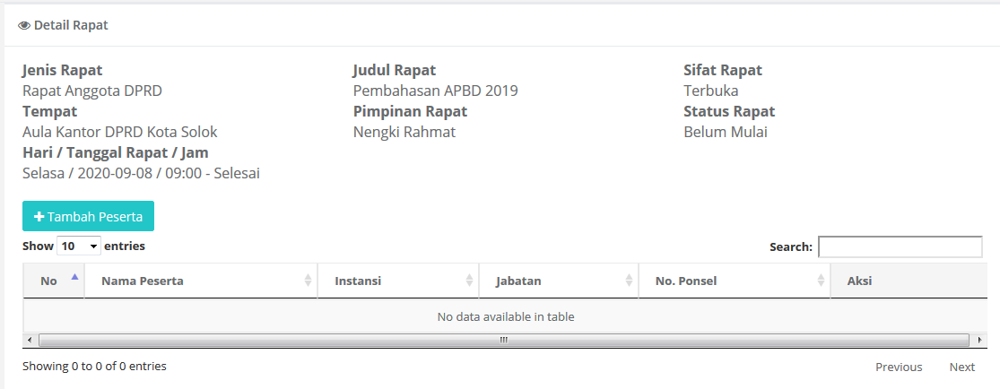 Detail Rapat
Jenis Rapat Judul Rapat Sifat Rapat
Rapat Anggota DPRD Pembahasan APBD 2019 Terbuka
Tempat Pimpinan Rapat Status Rapat
Aula Kantor DPRD Kota Solok Nengki Rahmat Belum Mulai
Hari / Tanggal Rapat / Jam
Selasa / 2020-09-08 / 09:00 - Selesai
Tambah Peserta
Show 10 entries Search:
No Nama Peserta Instansi Jabatan No. Ponsel Aksi
No data available in table
Showing 0 to 0 of 0 entries Previous Next